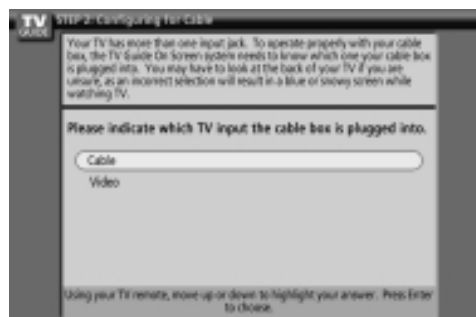 TV
GUIDE
STEP 2: Configuring for Cable
Your TV has more than one input jack. To operate properly with your cable
box, the TV Guide On Screen system needs to know which one your cable box
is plugged into. You may have to look at the back of your TV if you are
unsure, as an incorrect selection will result in a blue or snowy screen while
watching TV.
Please indicate which TV input the cable box is plugged into.
Cable
Video
Using your TV remote, move up or down to highlight your answer. Press Enter
to choose.